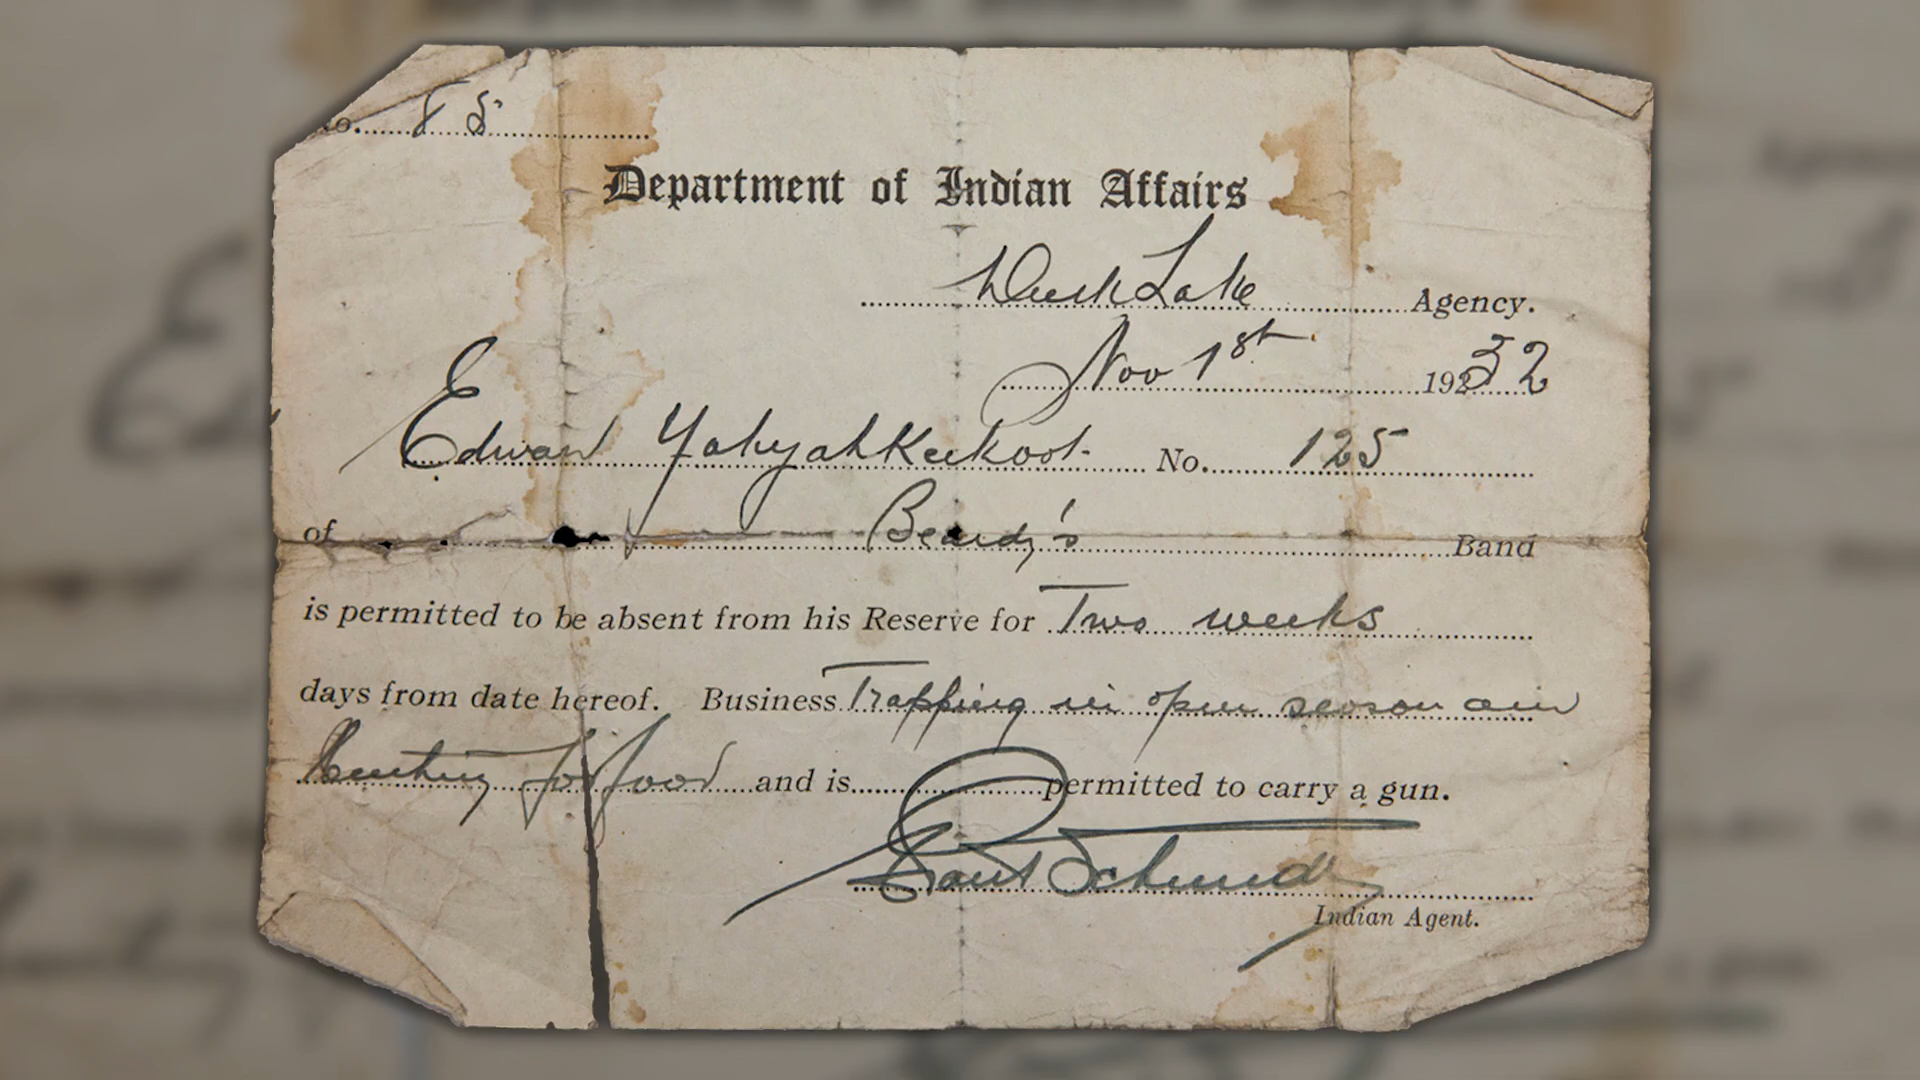 No. 85
Department of Indian Affairs
Duck Lake Agency.
Nov 1st 1932
Edward Yahyahkeekoot. No. 125
of Beardy's Band
is permitted to be absent from his Reserve for Two weeks
days from date hereof. Business Trapping in open season and
hunting for food and is permitted to carry a gun.
Schmidt
Indian Agent.